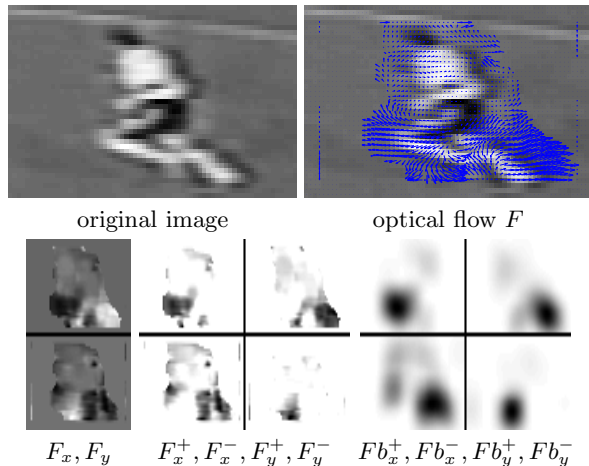 original image
optical flow F
F_x, F_y
F_x^+, F_x^-, F_y^+, F_y^-
Fb_x^+, Fb_x^-, Fb_y^+, Fb_y^-